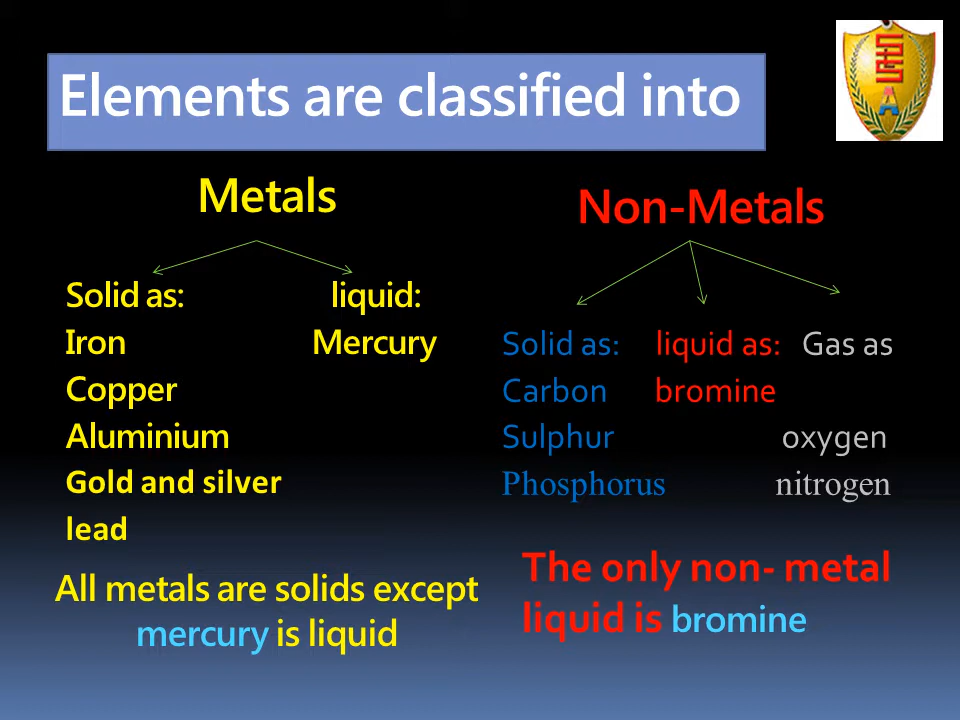 Elements are classified into
Metals
Solid as: liquid:
Iron Mercury
Copper
Aluminium
Gold and silver
lead
All metals are solids except
mercury is liquid
Non-Metals
Solid as: liquid as: Gas as
Carbon bromine
Sulphur oxygen
Phosphorus nitrogen
The only non- metal
liquid is bromine